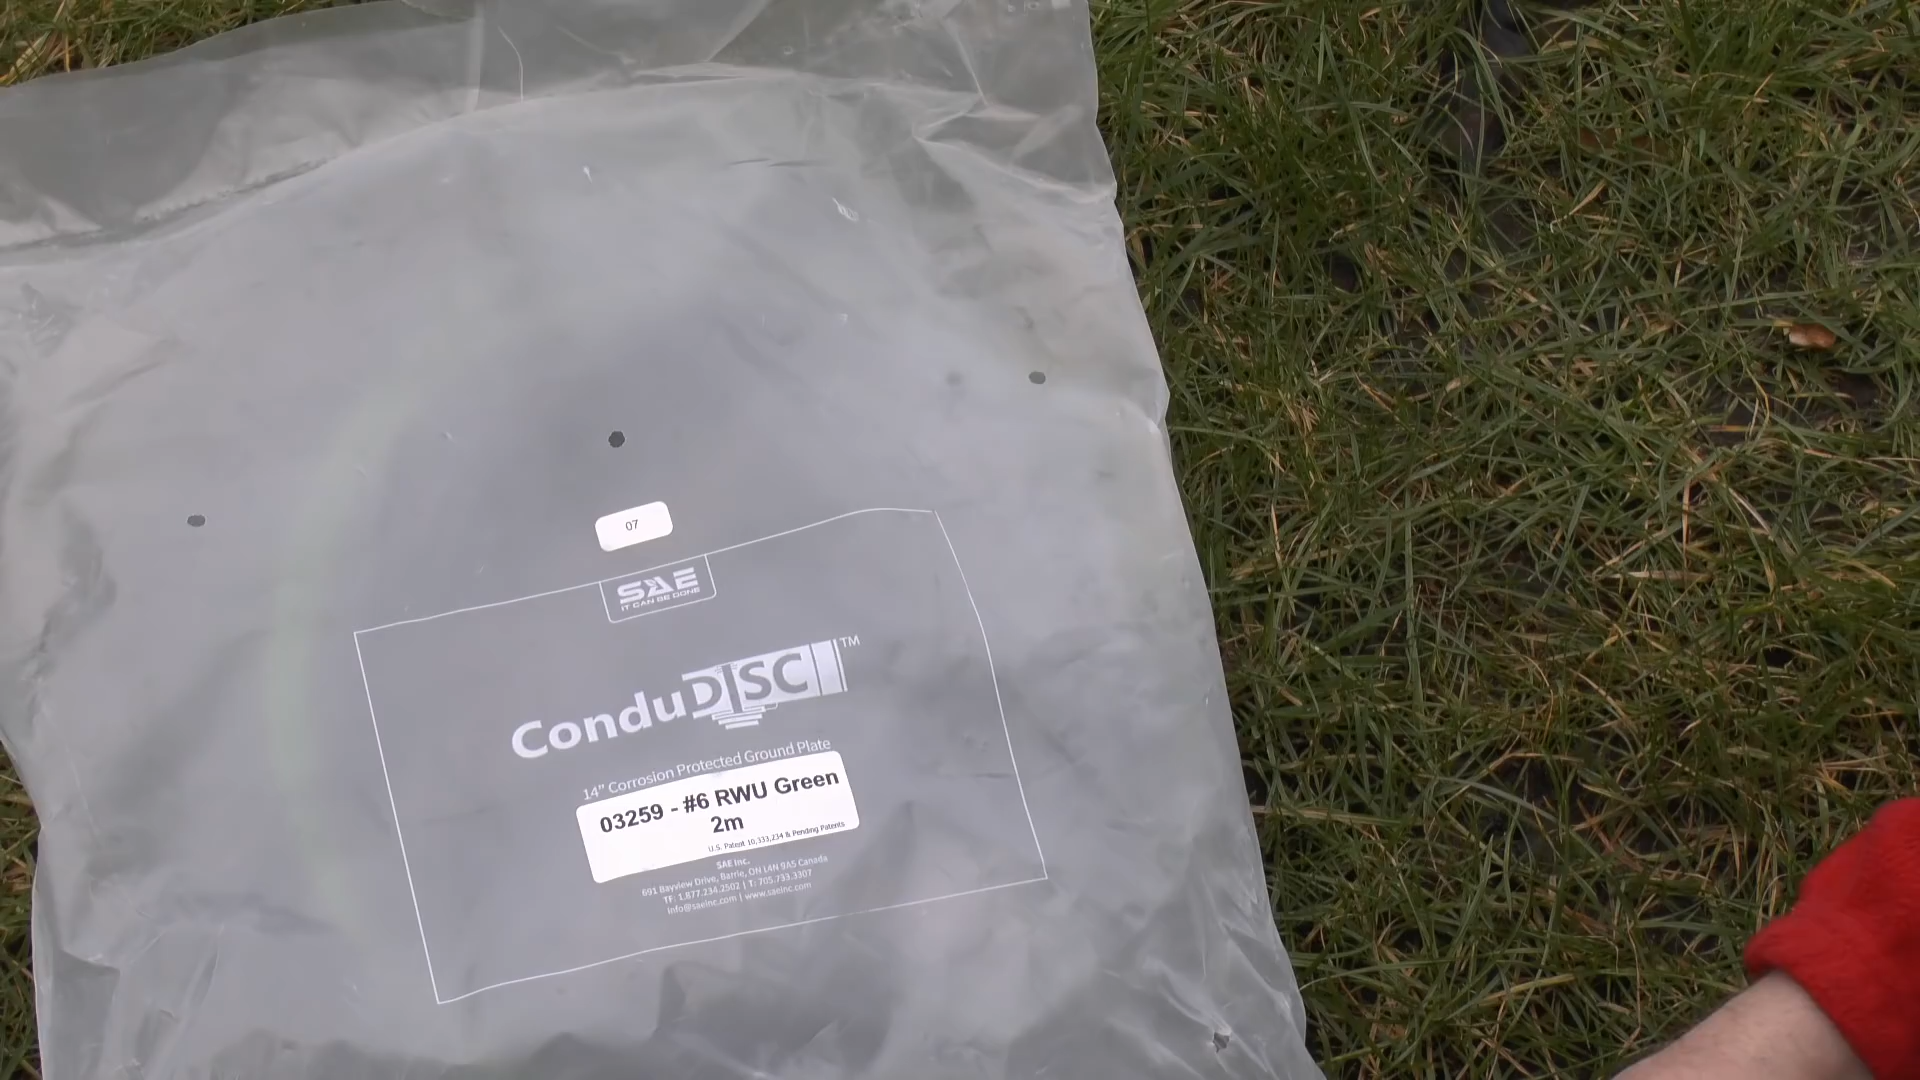 07
SAE
IT CAN BE DONE
ConduDISC™
14" Corrosion Protected Ground Plate
03259 - #6 RWU Green
2m
U.S. Patent 10,333,234 & Pending Patents
SAE Inc.
691 Bayview Drive, Barrie, ON L4N 9A5 Canada
TF: 1.877.234.2502 | T: 705.733.3307
info@saeinc.com | www.saeinc.com